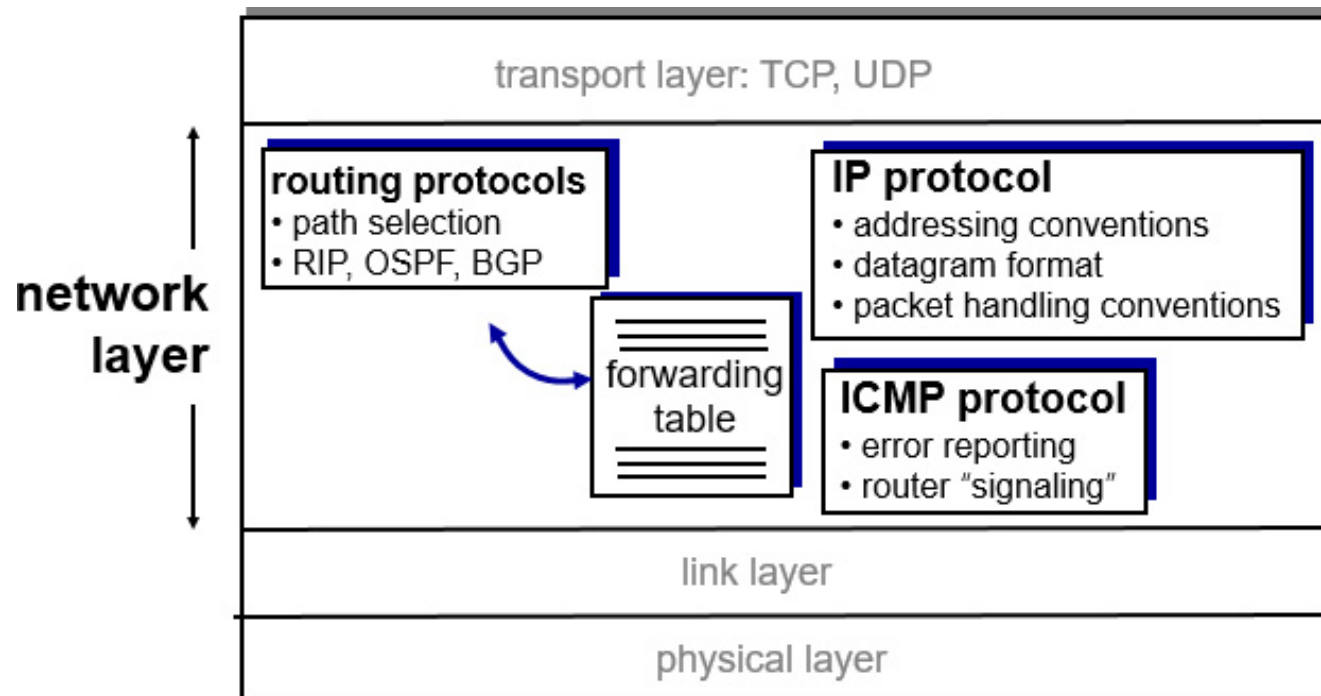 transport layer: TCP, UDP
network
layer
routing protocols
• path selection
• RIP, OSPF, BGP
forwarding
table
IP protocol
• addressing conventions
• datagram format
• packet handling conventions
ICMP protocol
• error reporting
• router “signaling”
link layer
physical layer